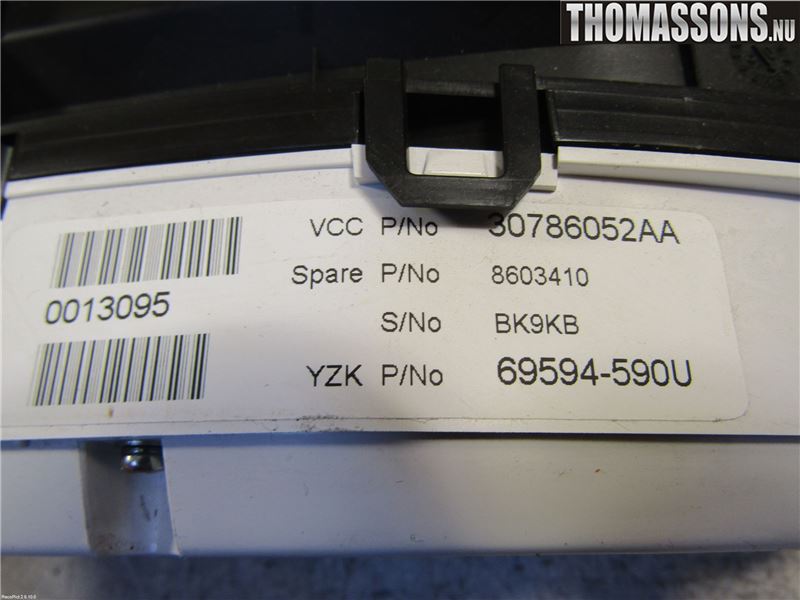 THOMASSONS.NU
VCC P/No 30786052AA
Spare P/No 8603410
0013095
S/No BK9KB
YZK P/No 69594-590U